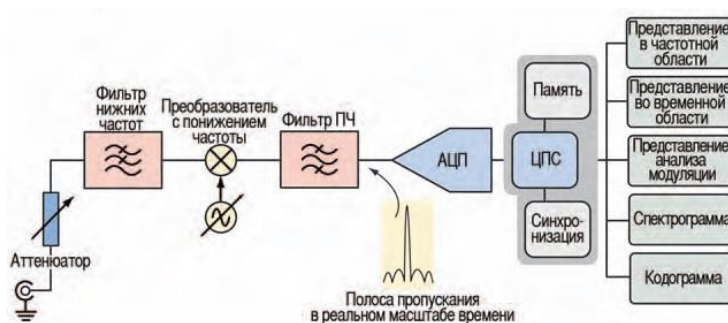 Фильтр
нижних
частот
Преобразователь
с понижением
частоты
Фильтр ПЧ
АЦП
Память
ЦПС
Синхро-
низация
Аттенюатор
Полоса пропускания
в реальном масштабе времени
Представление
в частотной
области
Представление
во временной
области
Представление
анализа
модуляции
Спектрограмма
Кодограмма